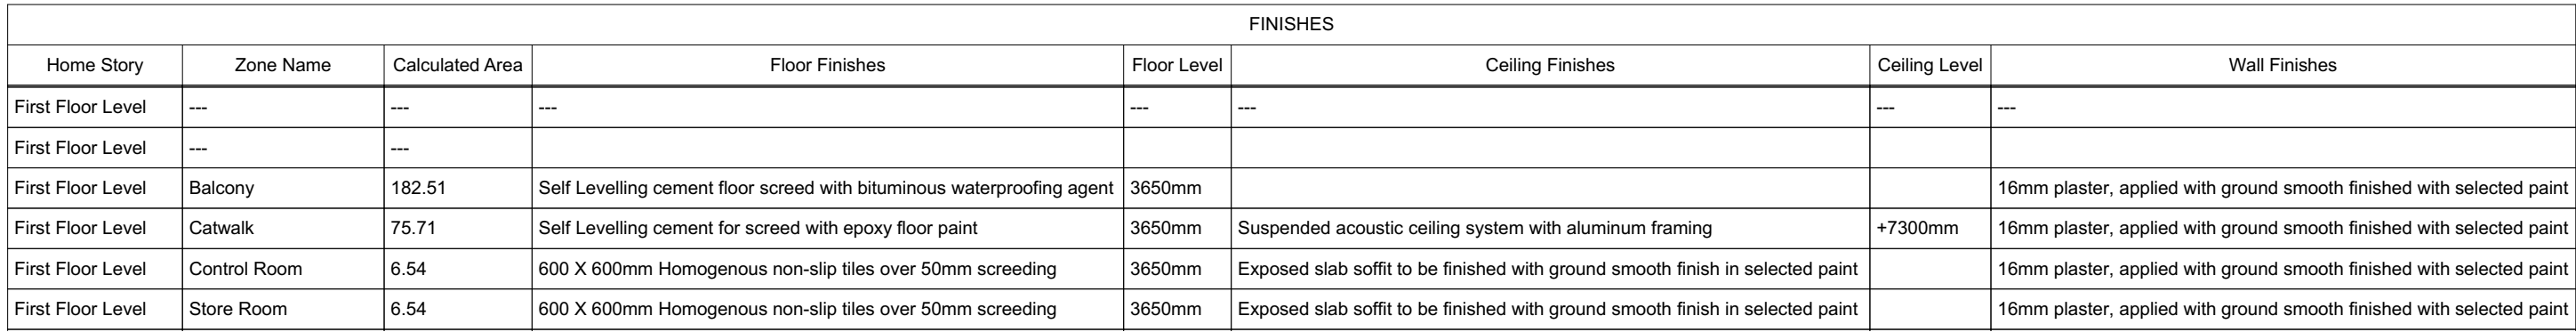 FINISHES
Home Story Zone Name Calculated Area Floor Finishes Floor Level Ceiling Finishes Ceiling Level Wall Finishes
First Floor Level --- --- --- --- --- --- ---
First Floor Level --- ---
First Floor Level Balcony 182.51 Self Levelling cement floor screed with bituminous waterproofing agent 3650mm 16mm plaster, applied with ground smooth finished with selected paint
First Floor Level Catwalk 75.71 Self Levelling cement for screed with epoxy floor paint 3650mm Suspended acoustic ceiling system with aluminum framing +7300mm 16mm plaster, applied with ground smooth finished with selected paint
First Floor Level Control Room 6.54 600 X 600mm Homogenous non-slip tiles over 50mm screeding 3650mm Exposed slab soffit to be finished with ground smooth finish in selected paint 16mm plaster, applied with ground smooth finished with selected paint
First Floor Level Store Room 6.54 600 X 600mm Homogenous non-slip tiles over 50mm screeding 3650mm Exposed slab soffit to be finished with ground smooth finish in selected paint 16mm plaster, applied with ground smooth finished with selected paint